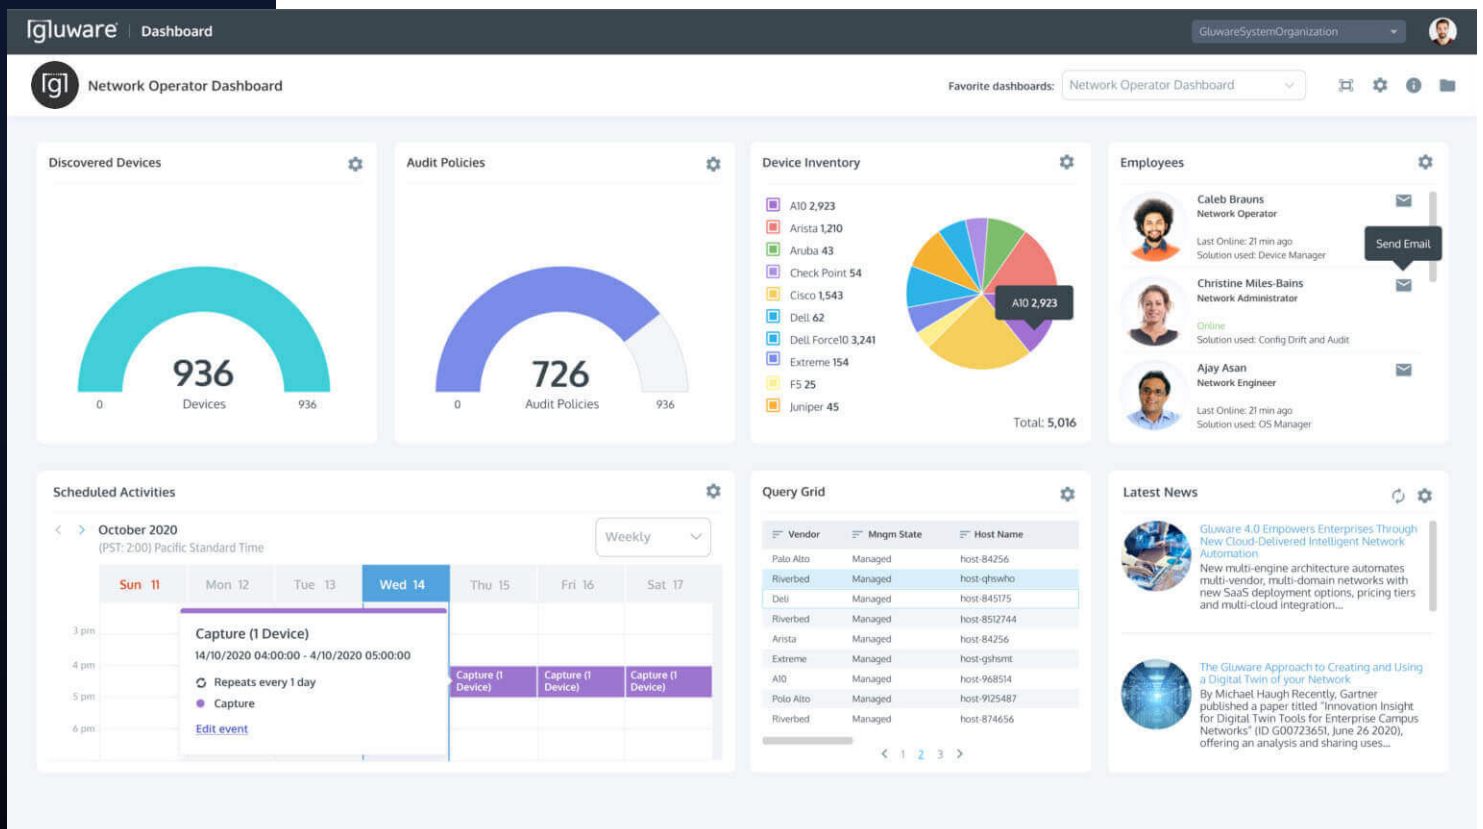 [g]luware Dashboard
GluwareSystemOrganization
[g] Network Operator Dashboard
Favorite dashboards: Network Operator Dashboard
Discovered Devices
936
0 Devices 936
Audit Policies
726
0 Audit Policies 936
Device Inventory
A10 2,923
Arista 1,210
Aruba 43
Check Point 54
Cisco 1,543
Dell 62
Dell Force10 3,241
Extreme 154
F5 25
Juniper 45
A10 2,923
Total: 5,016
Employees
Caleb Brauns
Network Operator
Last Online: 21 min ago
Solution used: Device Manager
Send Email
Christine Miles-Bains
Network Administrator
Online
Solution used: Config Drift and Audit
Ajay Asan
Network Engineer
Last Online: 21 min ago
Solution used: OS Manager
Scheduled Activities
October 2020
(PST: 2:00) Pacific Standard Time
Weekly
Sun 11 Mon 12 Tue 13 Wed 14 Thu 15 Fri 16 Sat 17
3 pm
4 pm
5 pm
6 pm
Capture (1 Device)
14/10/2020 04:00:00 - 4/10/2020 05:00:00
Repeats every 1 day
Capture
Edit event
Capture (1
Device)
Capture (1
Device)
Capture (1
Device)
Query Grid
Vendor Mngm State Host Name
Palo Alto Managed host-84256
Riverbed Managed host-qhswho
Deli Managed host-845175
Riverbed Managed host-8512744
Arista Managed host-84256
Extreme Managed host-gshsmt
A10 Managed host-968514
Polo Alto Managed host-9125487
Riverbed Managed host-874656
< 1 2 3 >
Latest News
Gluware 4.0 Empowers Enterprises Through
New Cloud-Delivered Intelligent Network
Automation
New multi-engine architecture automates
multi-vendor, multi-domain networks with
new SaaS deployment options, pricing tiers
and multi-cloud integration...
The Gluware Approach to Creating and Using
a Digital Twin of your Network
By Michael Haugh Recently, Gartner
published a paper titled "Innovation Insight
for Digital Twin Tools for Enterprise Campus
Networks" (ID G00723651, June 26 2020),
offering an analysis and sharing uses...